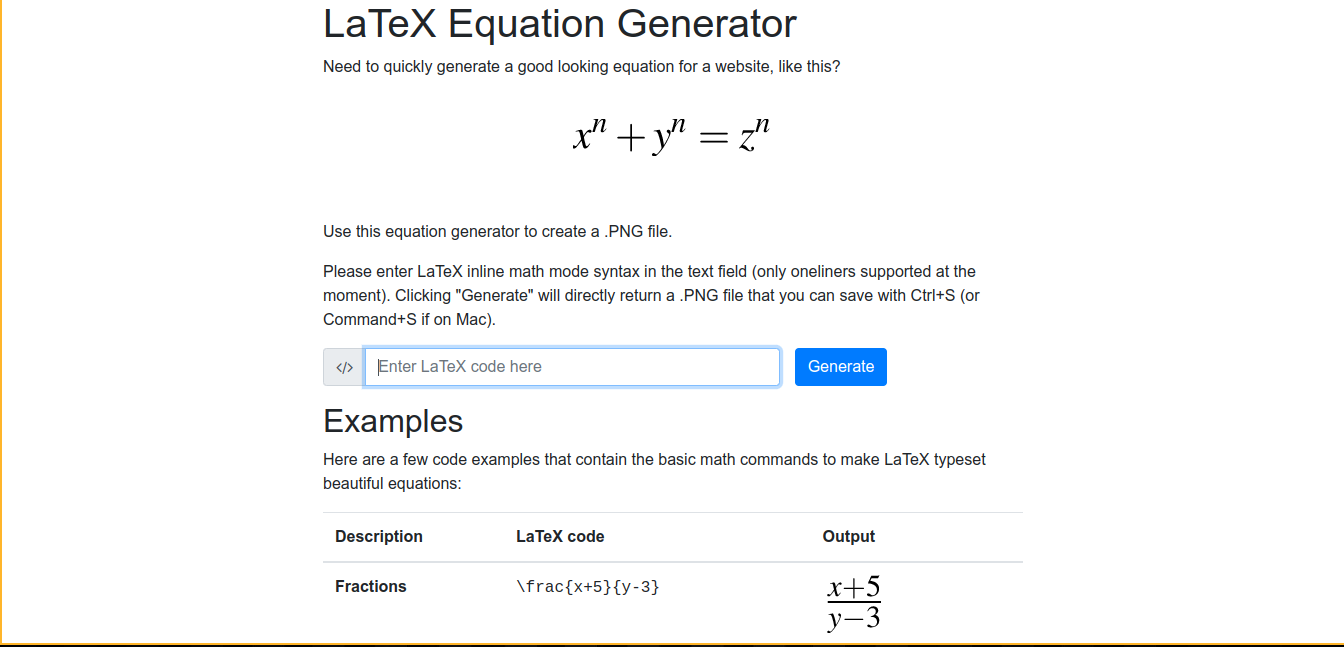 LaTeX Equation Generator
Need to quickly generate a good looking equation for a website, like this?
xⁿ + yⁿ = zⁿ
Use this equation generator to create a .PNG file.
Please enter LaTeX inline math mode syntax in the text field (only oneliners supported at the
moment). Clicking "Generate" will directly return a .PNG file that you can save with Ctrl+S (or
Command+S if on Mac).
</> Enter LaTeX code here Generate
Examples
Here are a few code examples that contain the basic math commands to make LaTeX typeset
beautiful equations:
Description LaTeX code Output
Fractions \frac{x+5}{y-3} x+5
y−3